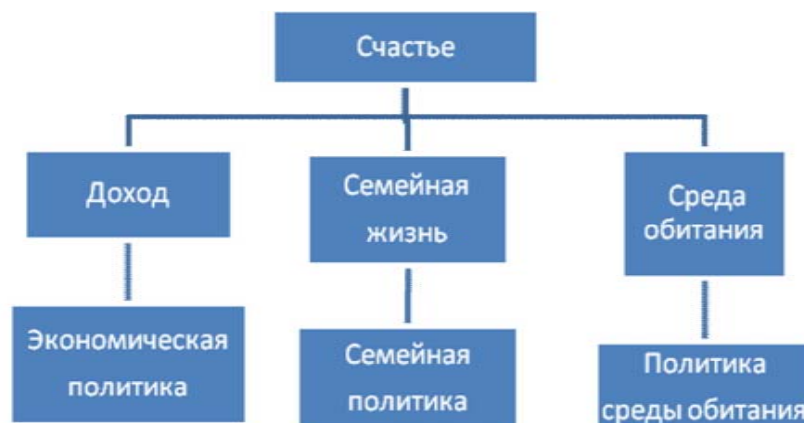 Счастье
Доход
Семейная
жизнь
Среда
обитания
Экономическая
политика
Семейная
политика
Политика
среды обитания